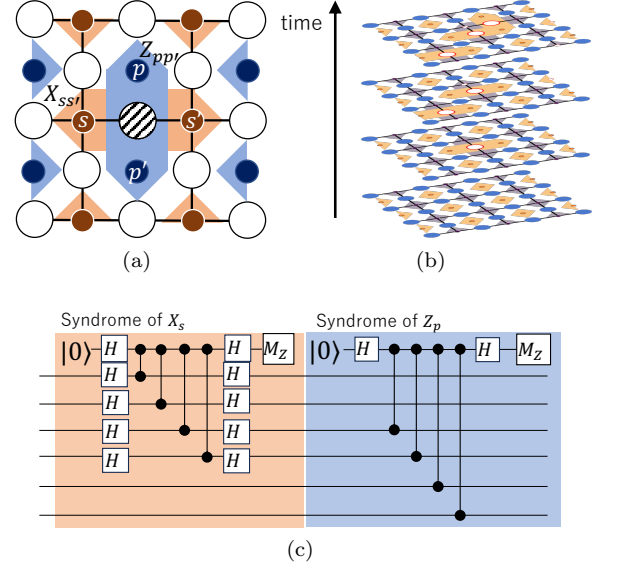 time
Z_{pp'}
p
X_{ss'}
s s'
p'
(a) (b)
Syndrome of X_s Syndrome of Z_p
|0⟩ H H M_Z |0⟩ H H M_Z
H H
H H
H H
H H
(c)